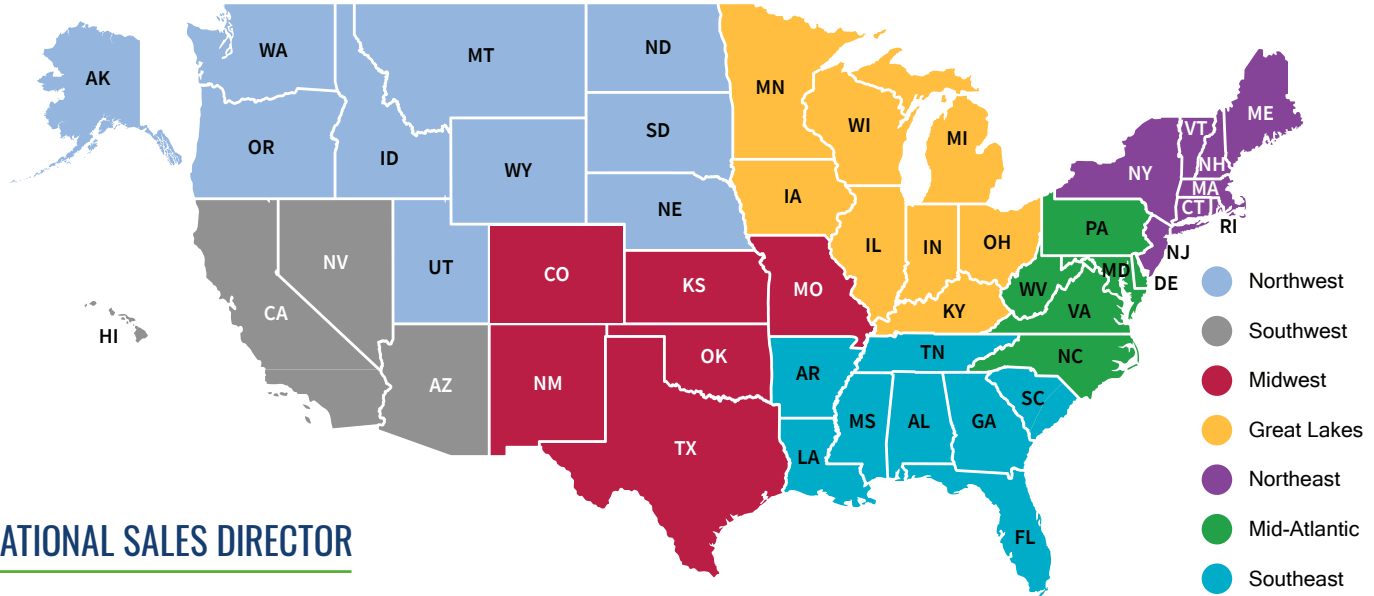 AK
WA
MT
ND
MN
OR
ID
WY
SD
WI
MI
ME
VT
NH
NY
MA
CT
RI
NE
IA
IL
IN
OH
PA
NJ
MD
DE
NV
UT
CO
KS
MO
KY
WV
VA
CA
HI
AZ
NM
OK
TX
AR
TN
NC
SC
MS
AL
GA
LA
FL
Northwest
Southwest
Midwest
Great Lakes
Northeast
Mid-Atlantic
Southeast
ATIONAL SALES DIRECTOR